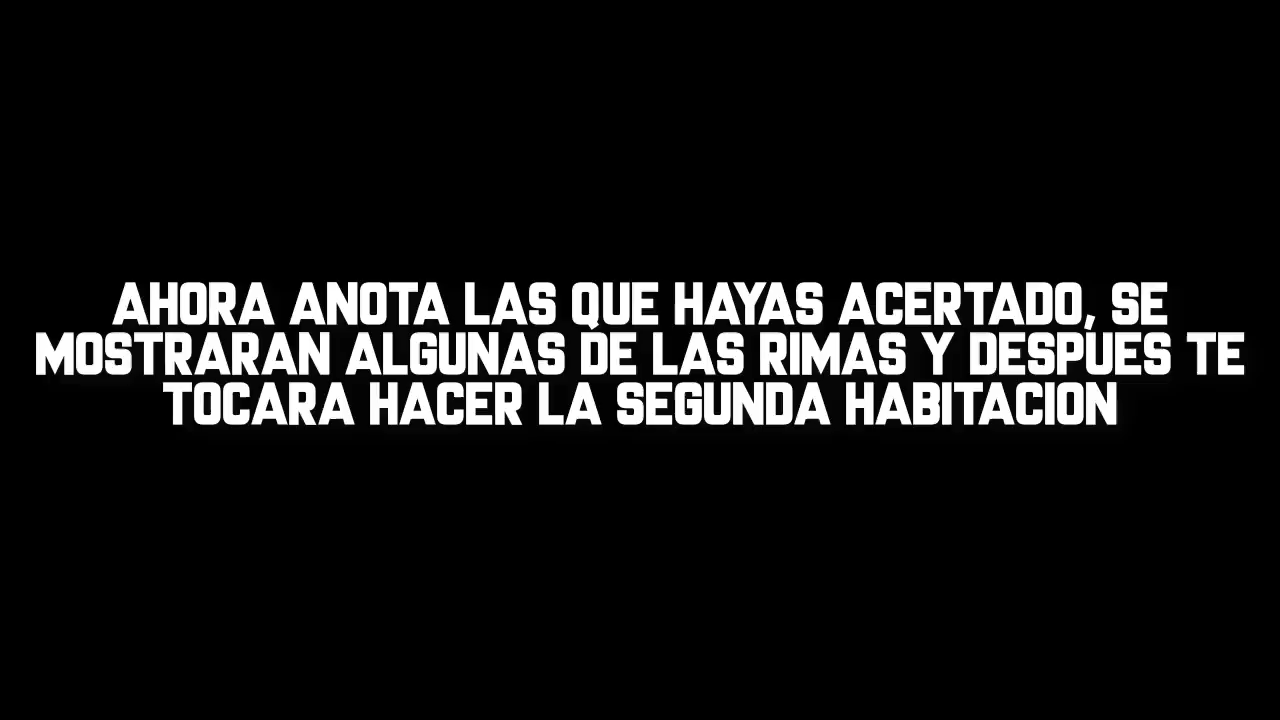 AHORA ANOTA LAS QUE HAYAS ACERTADO, SE
MOSTRARAN ALGUNAS DE LAS RIMAS Y DESPUES TE
TOCARA HACER LA SEGUNDA HABITACION